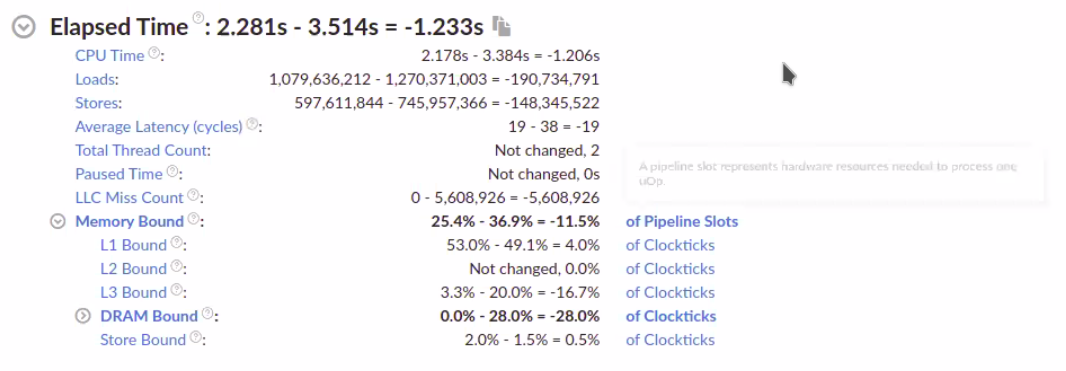 Elapsed Time ?: 2.281s - 3.514s = -1.233s
CPU Time ?: 2.178s - 3.384s = -1.206s
Loads: 1,079,636,212 - 1,270,371,003 = -190,734,791
Stores: 597,611,844 - 745,957,366 = -148,345,522
Average Latency (cycles) ?: 19 - 38 = -19
Total Thread Count: Not changed, 2
Paused Time ?: Not changed, 0s
LLC Miss Count ?: 0 - 5,608,926 = -5,608,926
Memory Bound ?: 25.4% - 36.9% = -11.5% of Pipeline Slots
L1 Bound ?: 53.0% - 49.1% = 4.0% of Clockticks
L2 Bound ?: Not changed, 0.0% of Clockticks
L3 Bound ?: 3.3% - 20.0% = -16.7% of Clockticks
DRAM Bound ?: 0.0% - 28.0% = -28.0% of Clockticks
Store Bound ?: 2.0% - 1.5% = 0.5% of Clockticks
A pipeline slot represents hardware resources needed to process one
uOp.